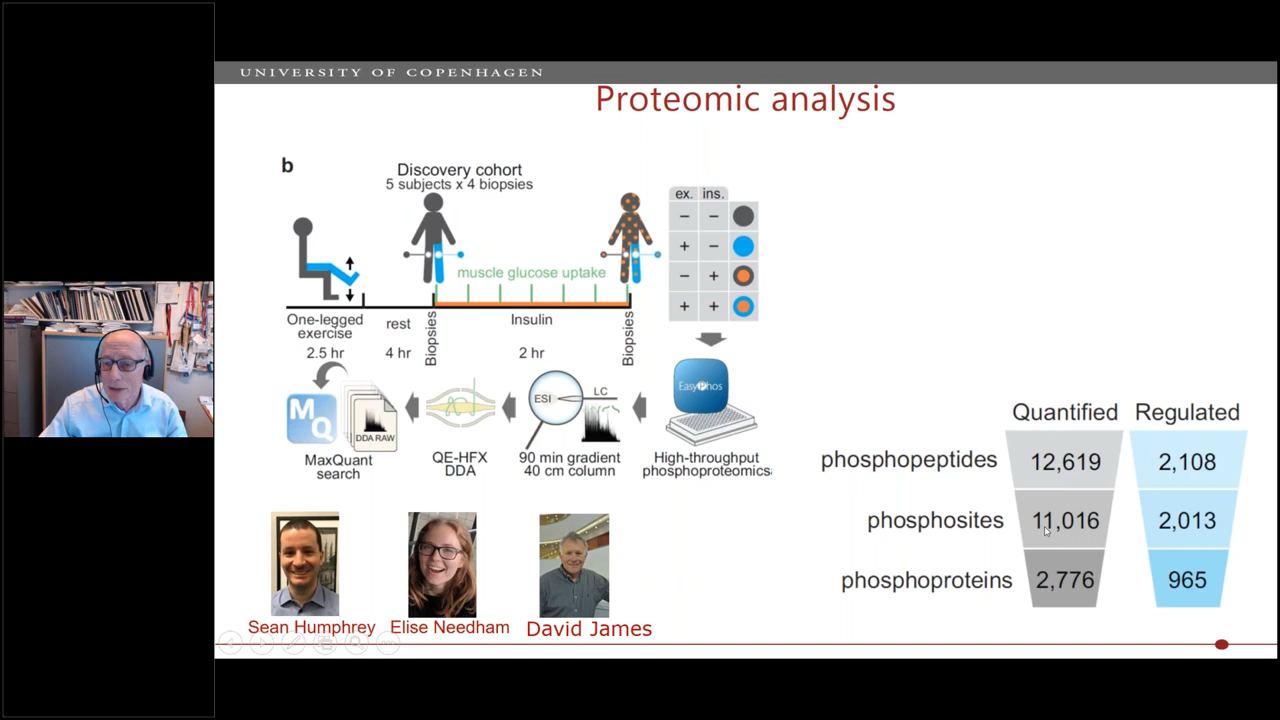 UNIVERSITY OF COPENHAGEN
Proteomic analysis
b
Discovery cohort
5 subjects x 4 biopsies
ex. ins.
− −
+ −
− +
+ +
muscle glucose uptake
One-legged
exercise
rest
Biopsies
Insulin
Biopsies
2.5 hr
4 hr
2 hr
EasyPhos
ESI
LC
MQ
DDA RAW
MaxQuant
search
QE-HFX
DDA
90 min gradient
40 cm column
High-throughput
phosphoproteomics
Quantified Regulated
phosphopeptides 12,619 2,108
phosphosites 11,016 2,013
phosphoproteins 2,776 965
Sean Humphrey
Elise Needham
David James